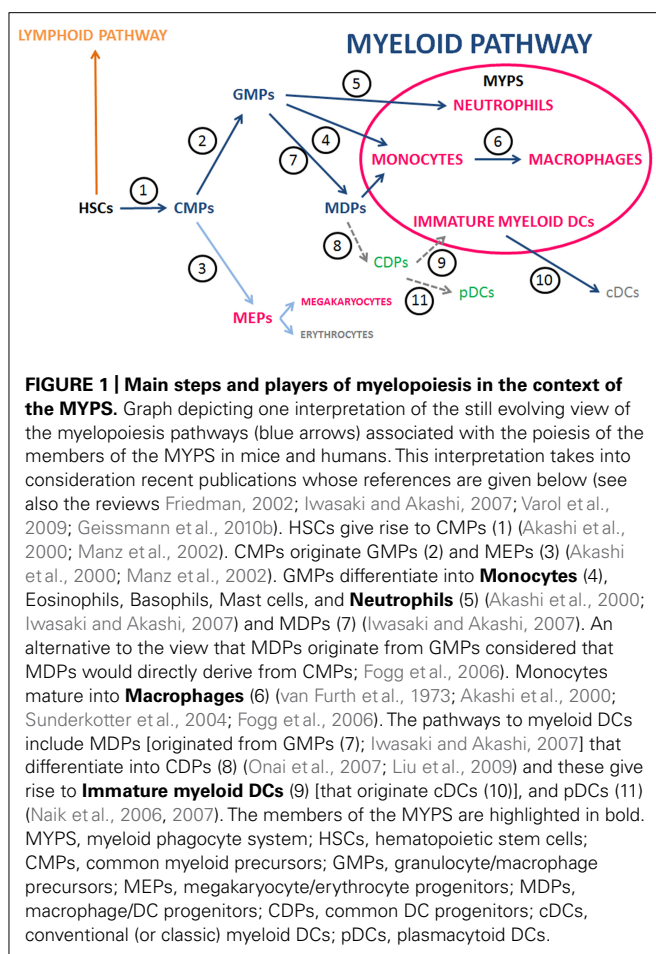 LYMPHOID PATHWAY
MYELOID PATHWAY
5
MYPS
GMPs
NEUTROPHILS
2
4
6
7
MONOCYTES
MACROPHAGES
1
HSCs
CMPs
MDPs
IMMATURE MYELOID DCs
8
9
3
CDPs
10
11
pDCs
cDCs
MEGAKARYOCYTES
MEPs
ERYTHROCYTES
FIGURE 1 | Main steps and players of myelopoiesis in the context of
the MYPS. Graph depicting one interpretation of the still evolving view of
the myelopoiesis pathways (blue arrows) associated with the poiesis of the
members of the MYPS in mice and humans. This interpretation takes into
consideration recent publications whose references are given below (see
also the reviews Friedman, 2002; Iwasaki and Akashi, 2007; Varol et al.,
2009; Geissmann et al., 2010b). HSCs give rise to CMPs (1) (Akashi et al.,
2000; Manz et al., 2002). CMPs originate GMPs (2) and MEPs (3) (Akashi
et al., 2000; Manz et al., 2002). GMPs differentiate into Monocytes (4),
Eosinophils, Basophils, Mast cells, and Neutrophils (5) (Akashi et al., 2000;
Iwasaki and Akashi, 2007) and MDPs (7) (Iwasaki and Akashi, 2007). An
alternative to the view that MDPs originate from GMPs considered that
MDPs would directly derive from CMPs; Fogg et al., 2006). Monocytes
mature into Macrophages (6) (van Furth et al., 1973; Akashi et al., 2000;
Sunderkotter et al., 2004; Fogg et al., 2006). The pathways to myeloid DCs
include MDPs [originated from GMPs (7); Iwasaki and Akashi, 2007] that
differentiate into CDPs (8) (Onai et al., 2007; Liu et al., 2009) and these give
rise to Immature myeloid DCs (9) [that originate cDCs (10)], and pDCs (11)
(Naik et al., 2006, 2007). The members of the MYPS are highlighted in bold.
MYPS, myeloid phagocyte system; HSCs, hematopoietic stem cells;
CMPs, common myeloid precursors; GMPs, granulocyte/macrophage
precursors; MEPs, megakaryocyte/erythrocyte progenitors; MDPs,
macrophage/DC progenitors; CDPs, common DC progenitors; cDCs,
conventional (or classic) myeloid DCs; pDCs, plasmacytoid DCs.